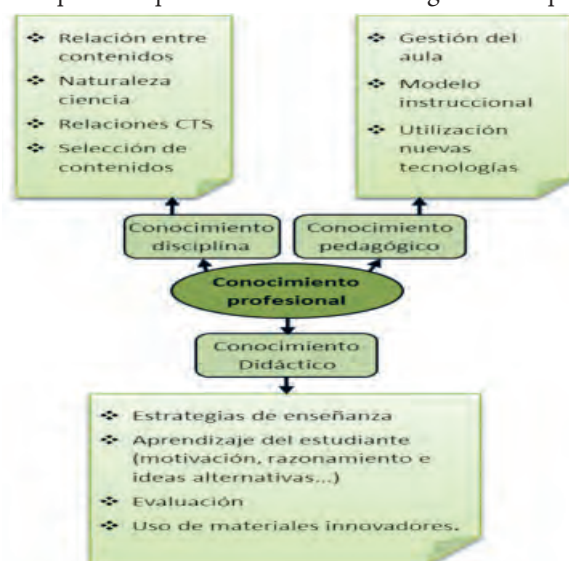 ❖ Relación entre
contenidos
❖ Naturaleza
ciencia
❖ Relaciones CTS
❖ Selección de
contenidos
❖ Gestión del
aula
❖ Modelo
instruccional
❖ Utilización
nuevas
tecnologías
Conocimiento
disciplina
Conocimiento
pedagógico
Conocimiento
profesional
Conocimiento
Didáctico
❖ Estrategias de enseñanza
❖ Aprendizaje del estudiante
(motivación, razonamiento e
ideas alternativas...)
❖ Evaluación
❖ Uso de materiales innovadores.